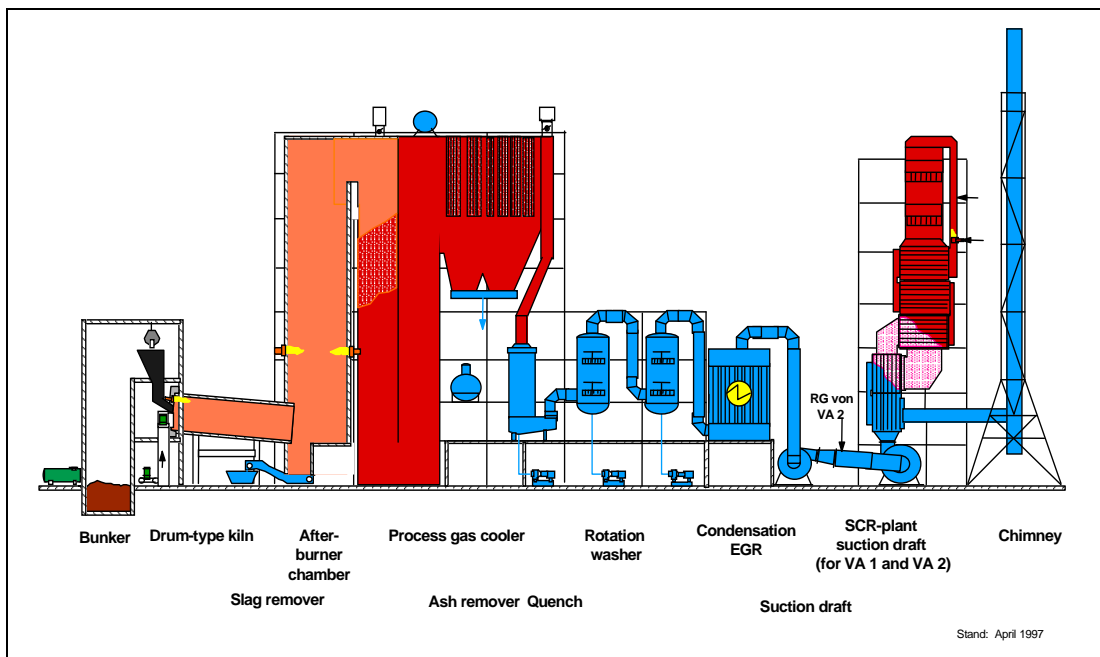 RG von
VA 2
Bunker
Drum-type kiln
After-
burner
chamber
Process gas cooler
Rotation
washer
Condensation
EGR
SCR-plant
suction draft
(for VA 1 and VA 2)
Chimney
Slag remover
Ash remover Quench
Suction draft
Stand: April 1997